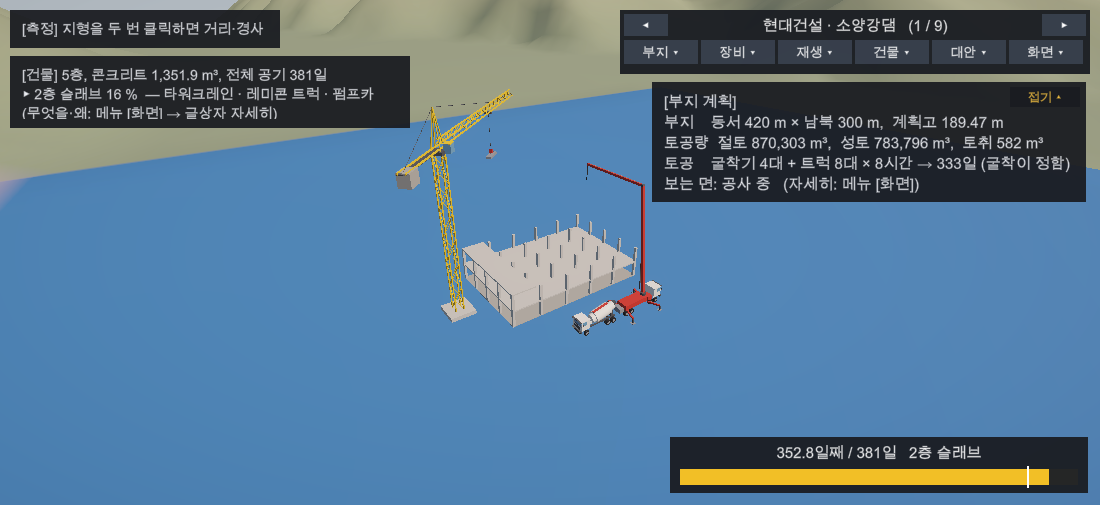 [측정] 지형을 두 번 클릭하면 거리·경사
[건물] 5층, 콘크리트 1,351.9 m³, 전체 공기 381일
▸ 2층 슬래브 16 % — 타워크레인 · 레미콘 트럭 · 펌프카
(무엇을·왜: 메뉴 [화면] → 글상자 자세히)
◂ 현대건설 · 소양강댐 (1 / 9) ▸
부지 ▾ 장비 ▾ 재생 ▾ 건물 ▾ 대안 ▾ 화면 ▾
[부지 계획] 접기 ▴
부지 동서 420 m × 남북 300 m, 계획고 189.47 m
토공량 절토 870,303 m³, 성토 783,796 m³, 토취 582 m³
토공 굴착기 4대 + 트럭 8대 × 8시간 → 333일 (굴착이 정함)
보는 면: 공사 중 (자세히: 메뉴 [화면])
352.8일째 / 381일 2층 슬래브